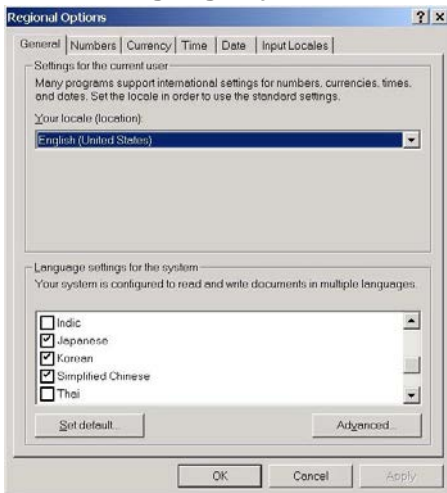 Regional Options
General Numbers Currency Time Date Input Locales
Settings for the current user
Many programs support international settings for numbers, currencies, times,
and dates. Set the locale in order to use the standard settings.
Your locale (location):
English (United States)
Language settings for the system
Your system is configured to read and write documents in multiple languages.
Indic
Japanese
Korean
Simplified Chinese
Thai
Set default... Advanced...
OK Cancel Apply